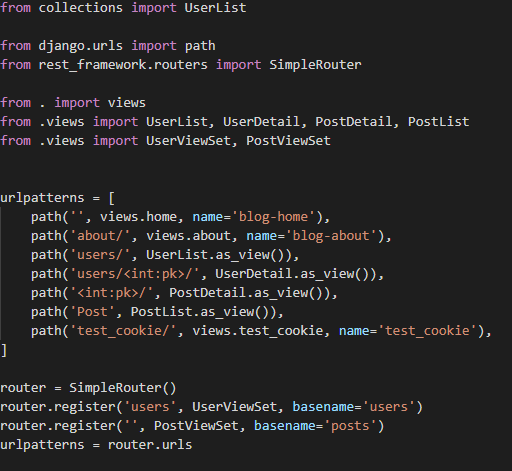 from collections import UserList
from django.urls import path
from rest_framework.routers import SimpleRouter
from . import views
from .views import UserList, UserDetail, PostDetail, PostList
from .views import UserViewSet, PostViewSet
urlpatterns = [
    path('', views.home, name='blog-home'),
    path('about/', views.about, name='blog-about'),
    path('users/', UserList.as_view()),
    path('users/<int:pk>/', UserDetail.as_view()),
    path('<int:pk>/', PostDetail.as_view()),
    path('Post', PostList.as_view()),
    path('test_cookie/', views.test_cookie, name='test_cookie'),
]
router = SimpleRouter()
router.register('users', UserViewSet, basename='users')
router.register('', PostViewSet, basename='posts')
urlpatterns = router.urls